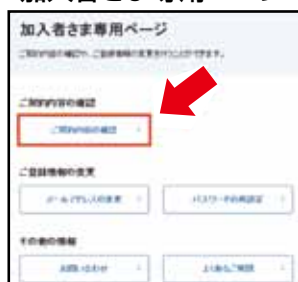 加入者さま専用ページ
ご契約内容の確認
ご契約内容の確認
ご登録情報の変更
メールアドレスの変更
パスワードの再設定
その他の情報
お問い合わせ
よくあるご質問